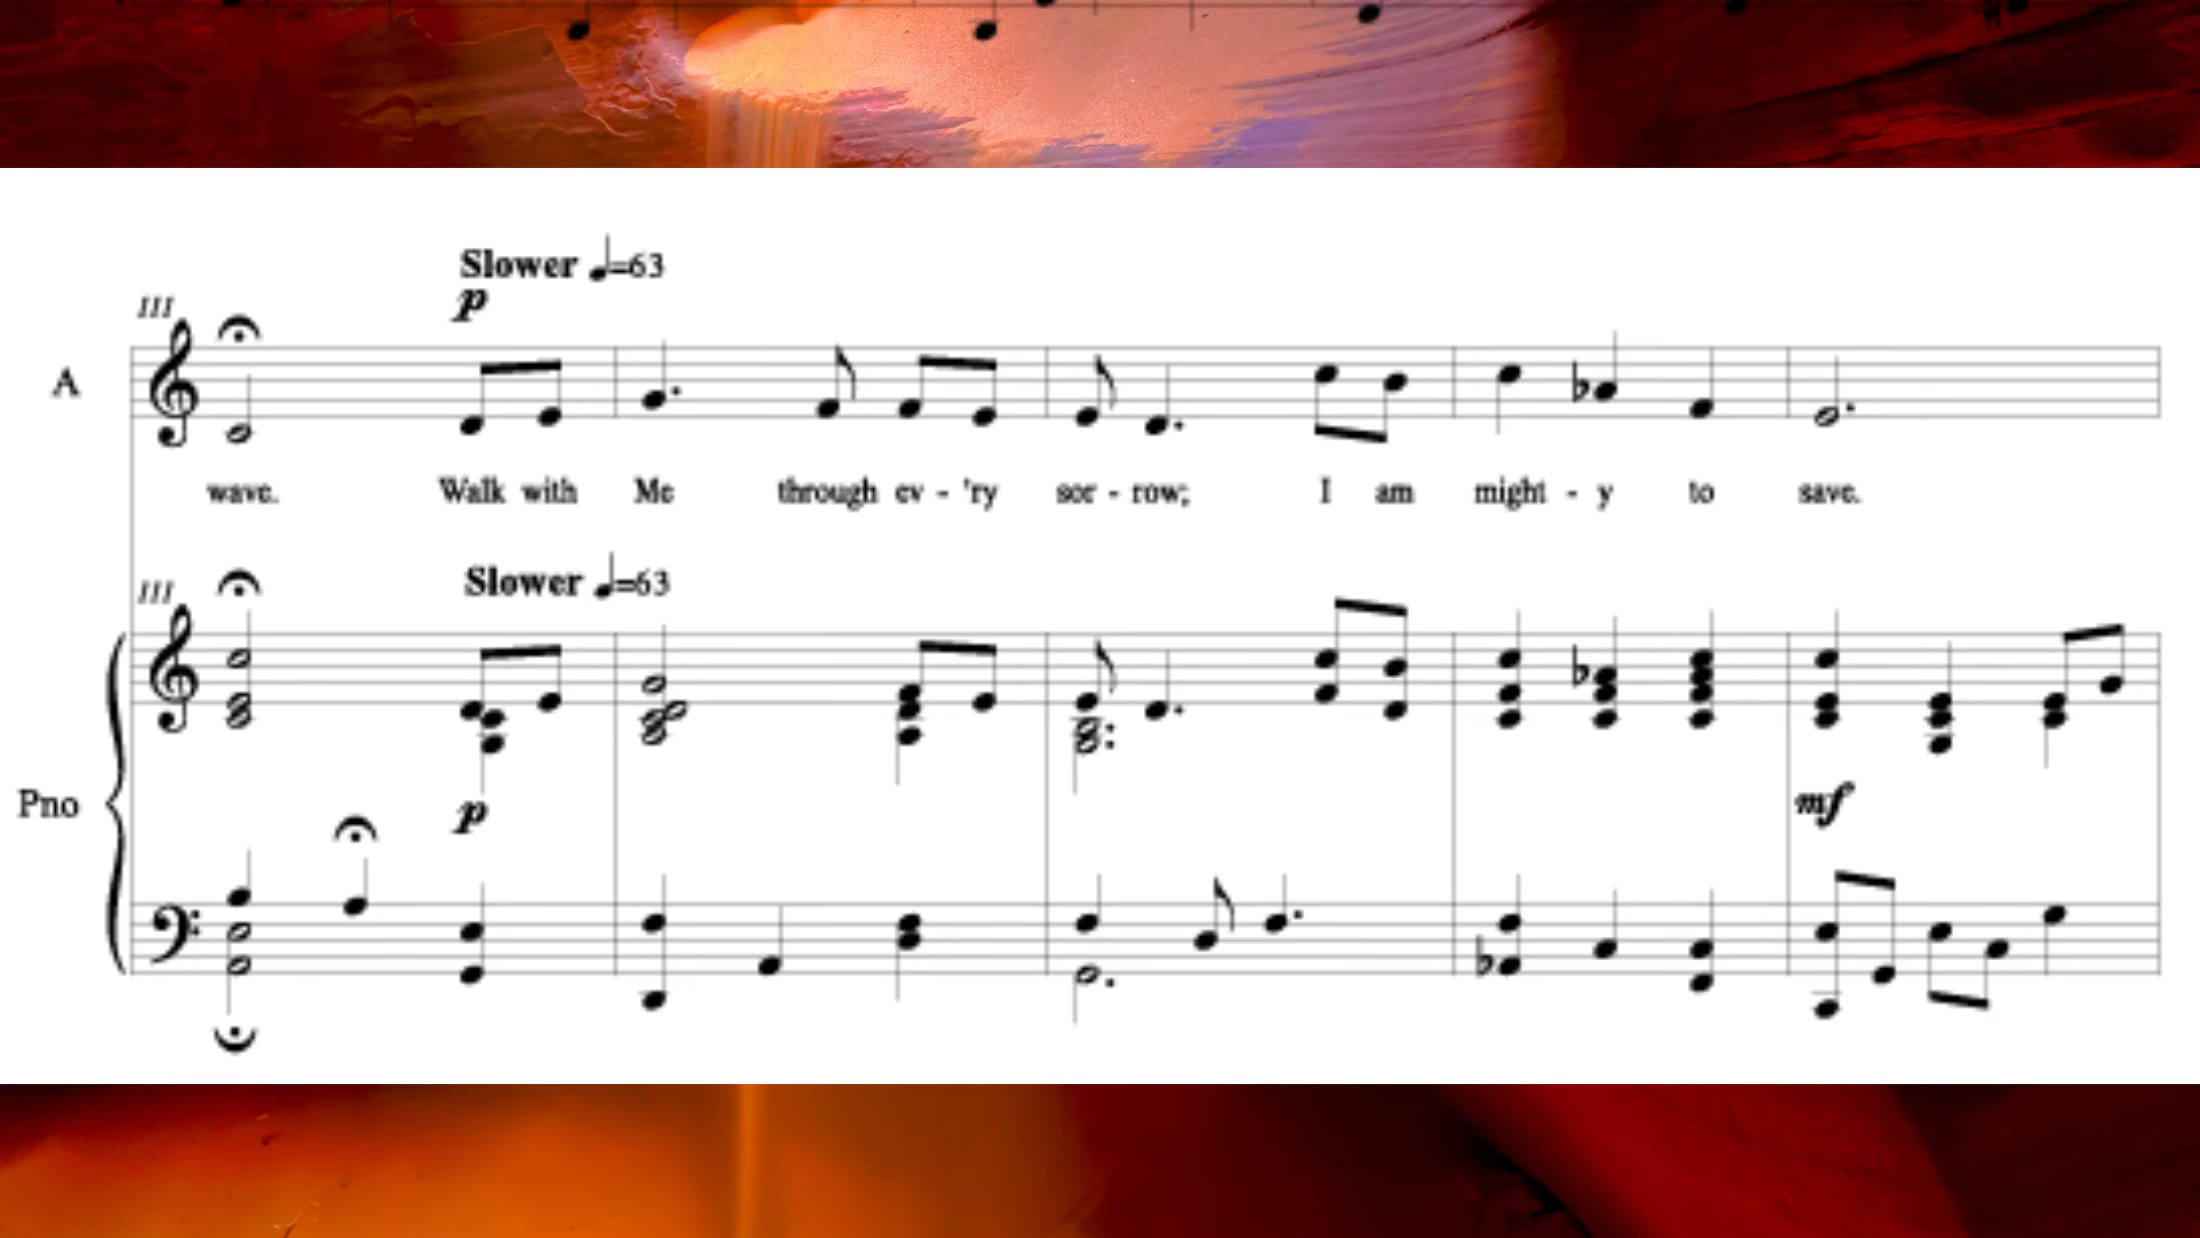 Slower ♩=63
p
111
A
wave. Walk with Me through ev - 'ry sor - row; I am might - y to save.
Slower ♩=63
111
Pno
p
mf